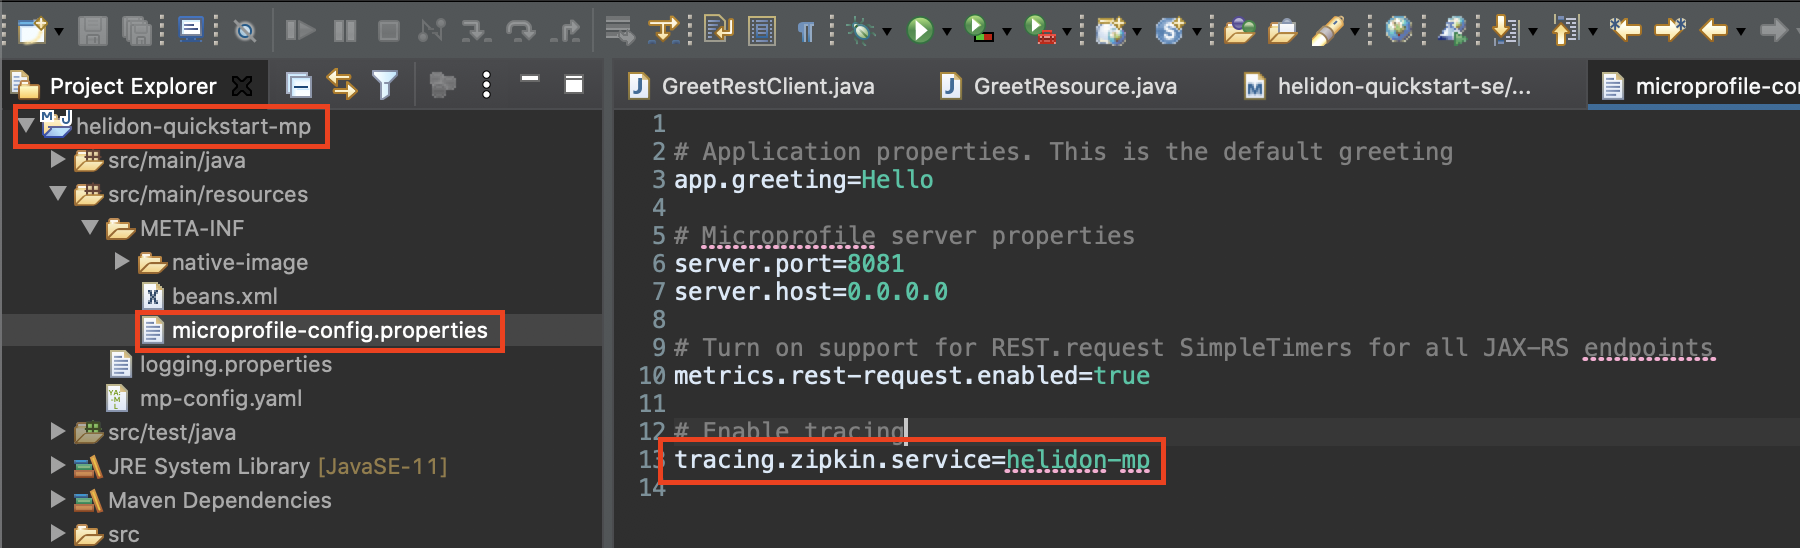 Project Explorer
helidon-quickstart-mp
src/main/java
src/main/resources
META-INF
native-image
beans.xml
microprofile-config.properties
logging.properties
mp-config.yaml
src/test/java
JRE System Library [JavaSE-11]
Maven Dependencies
src
GreetRestClient.java
GreetResource.java
helidon-quickstart-se/...
microprofile-co
1
2 # Application properties. This is the default greeting
3 app.greeting=Hello
4
5 # Microprofile server properties
6 server.port=8081
7 server.host=0.0.0.0
8
9 # Turn on support for REST.request SimpleTimers for all JAX-RS endpoints
10 metrics.rest-request.enabled=true
11
12 # Enable tracing
13 tracing.zipkin.service=helidon-mp
14